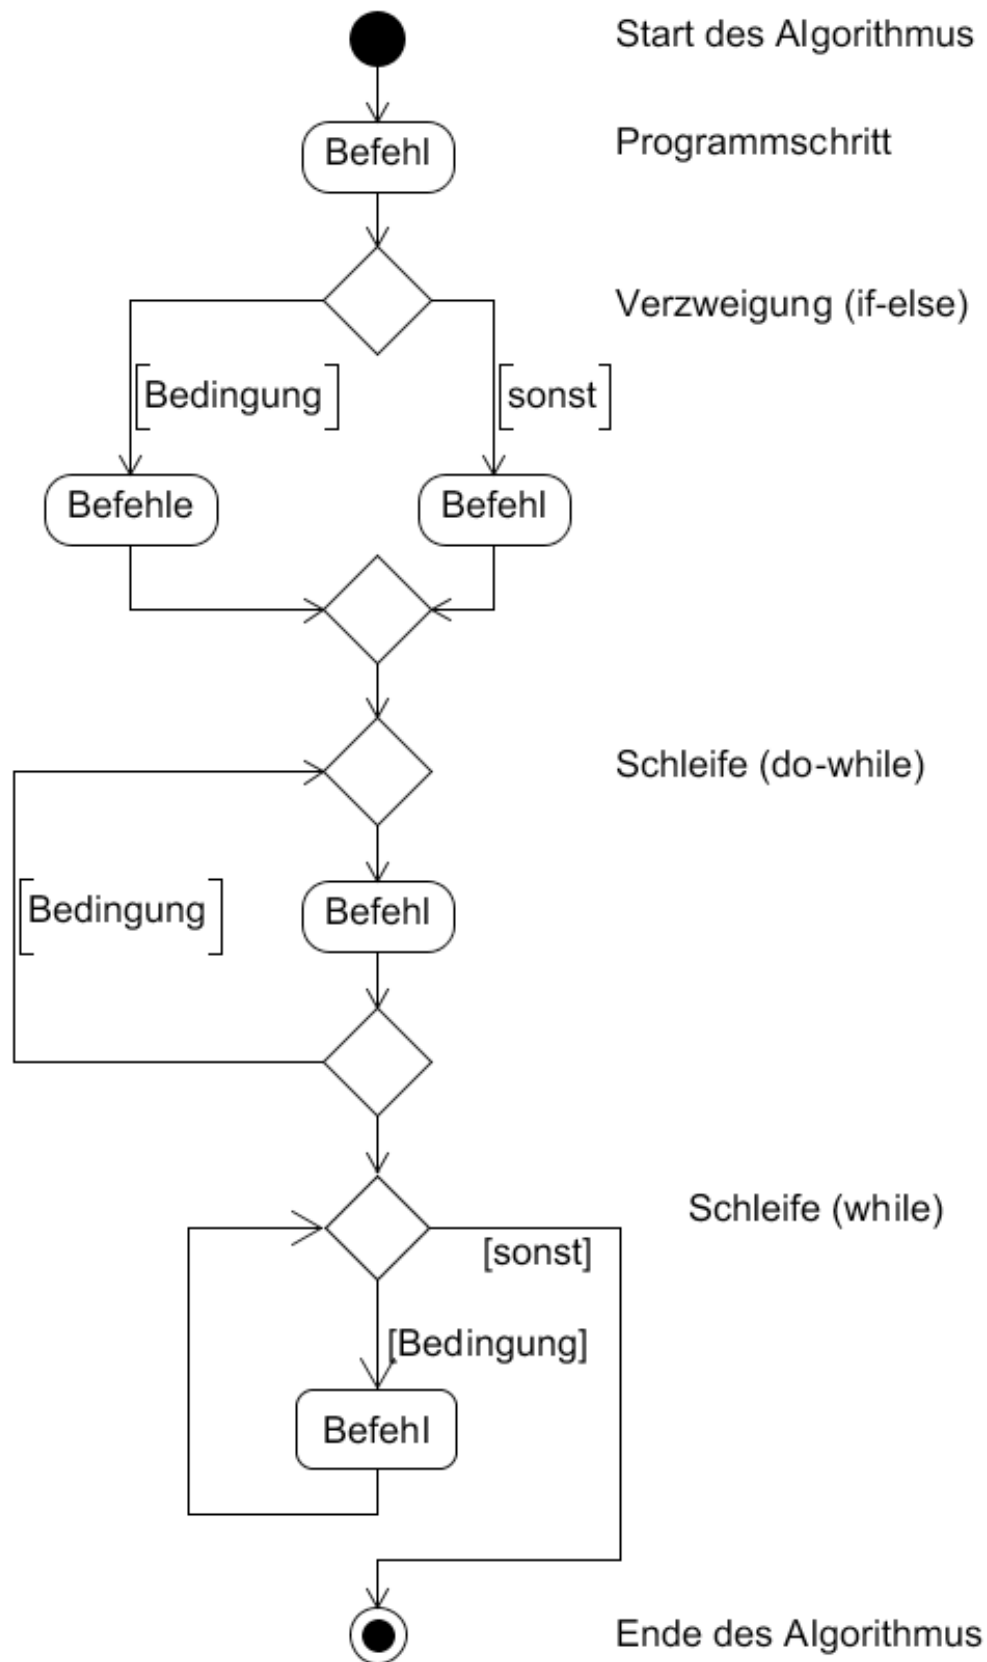 Start des Algorithmus
Befehl
Programmschritt
Verzweigung (if-else)
[Bedingung]
[sonst]
Befehle
Befehl
Schleife (do-while)
[Bedingung]
Befehl
Schleife (while)
[sonst]
[Bedingung]
Befehl
Ende des Algorithmus